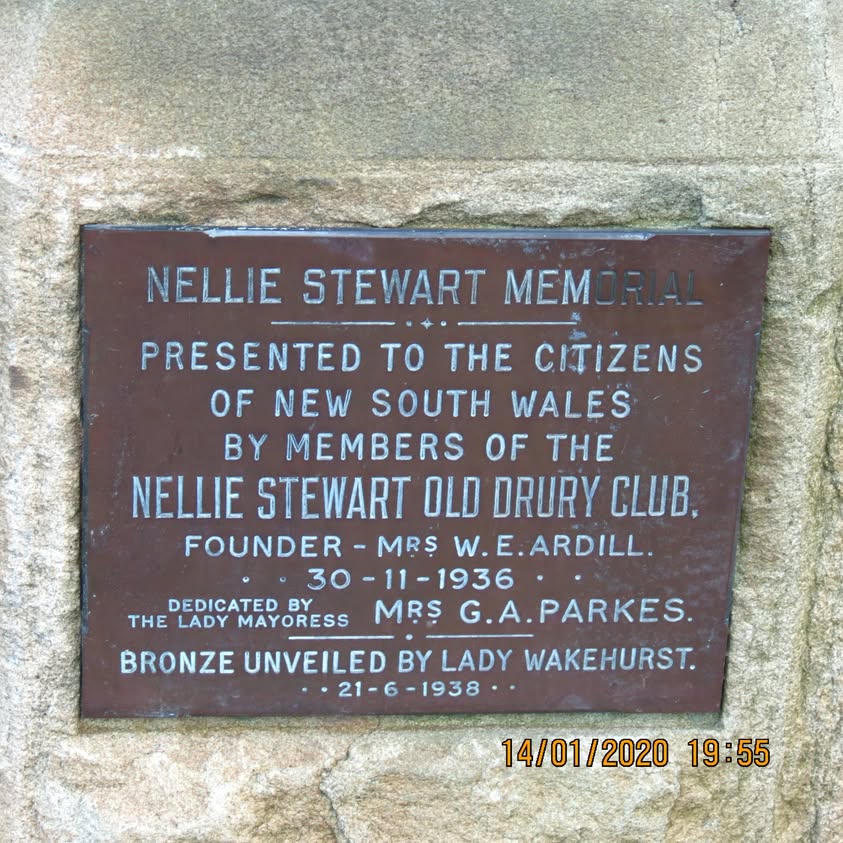 NELLIE STEWART MEMORIAL
PRESENTED TO THE CITIZENS
OF NEW SOUTH WALES
BY MEMBERS OF THE
NELLIE STEWART OLD DRURY CLUB.
FOUNDER - MRS W. E. ARDILL.
30 - 11 - 1936
DEDICATED BY
THE LADY MAYORESS MRS G. A. PARKES.
BRONZE UNVEILED BY LADY WAKEHURST.
21 - 6 - 1938
14/01/2020 19:55